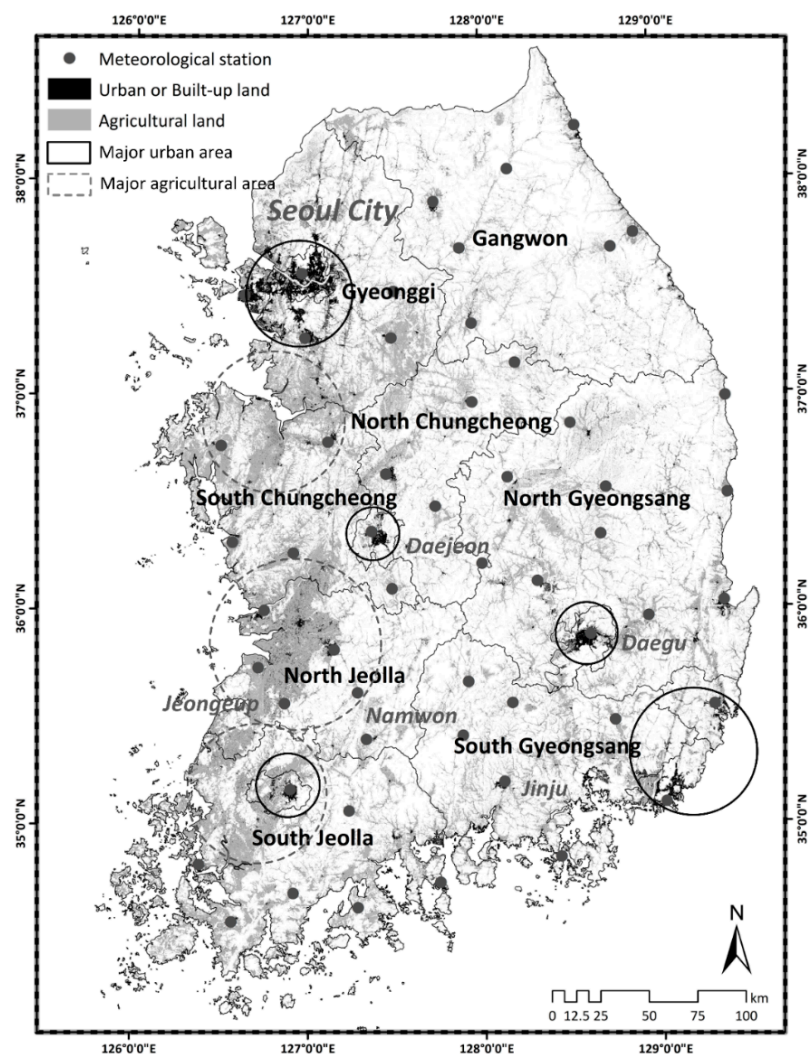 126°0'0"E 127°0'0"E 128°0'0"E 129°0'0"E
Meteorological station
Urban or Built-up land
Agricultural land
Major urban area
Major agricultural area
38°0'0"N
38°0'0"N
Seoul City
Gangwon
Gyeonggi
37°0'0"N
37°0'0"N
North Chungcheong
South Chungcheong
North Gyeongsang
Daejeon
36°0'0"N
36°0'0"N
Daegu
North Jeolla
Jeongeup
Namwon
South Gyeongsang
Jinju
35°0'0"N
35°0'0"N
South Jeolla
N
km
0 12.5 25 50 75 100
126°0'0"E 127°0'0"E 128°0'0"E 129°0'0"E